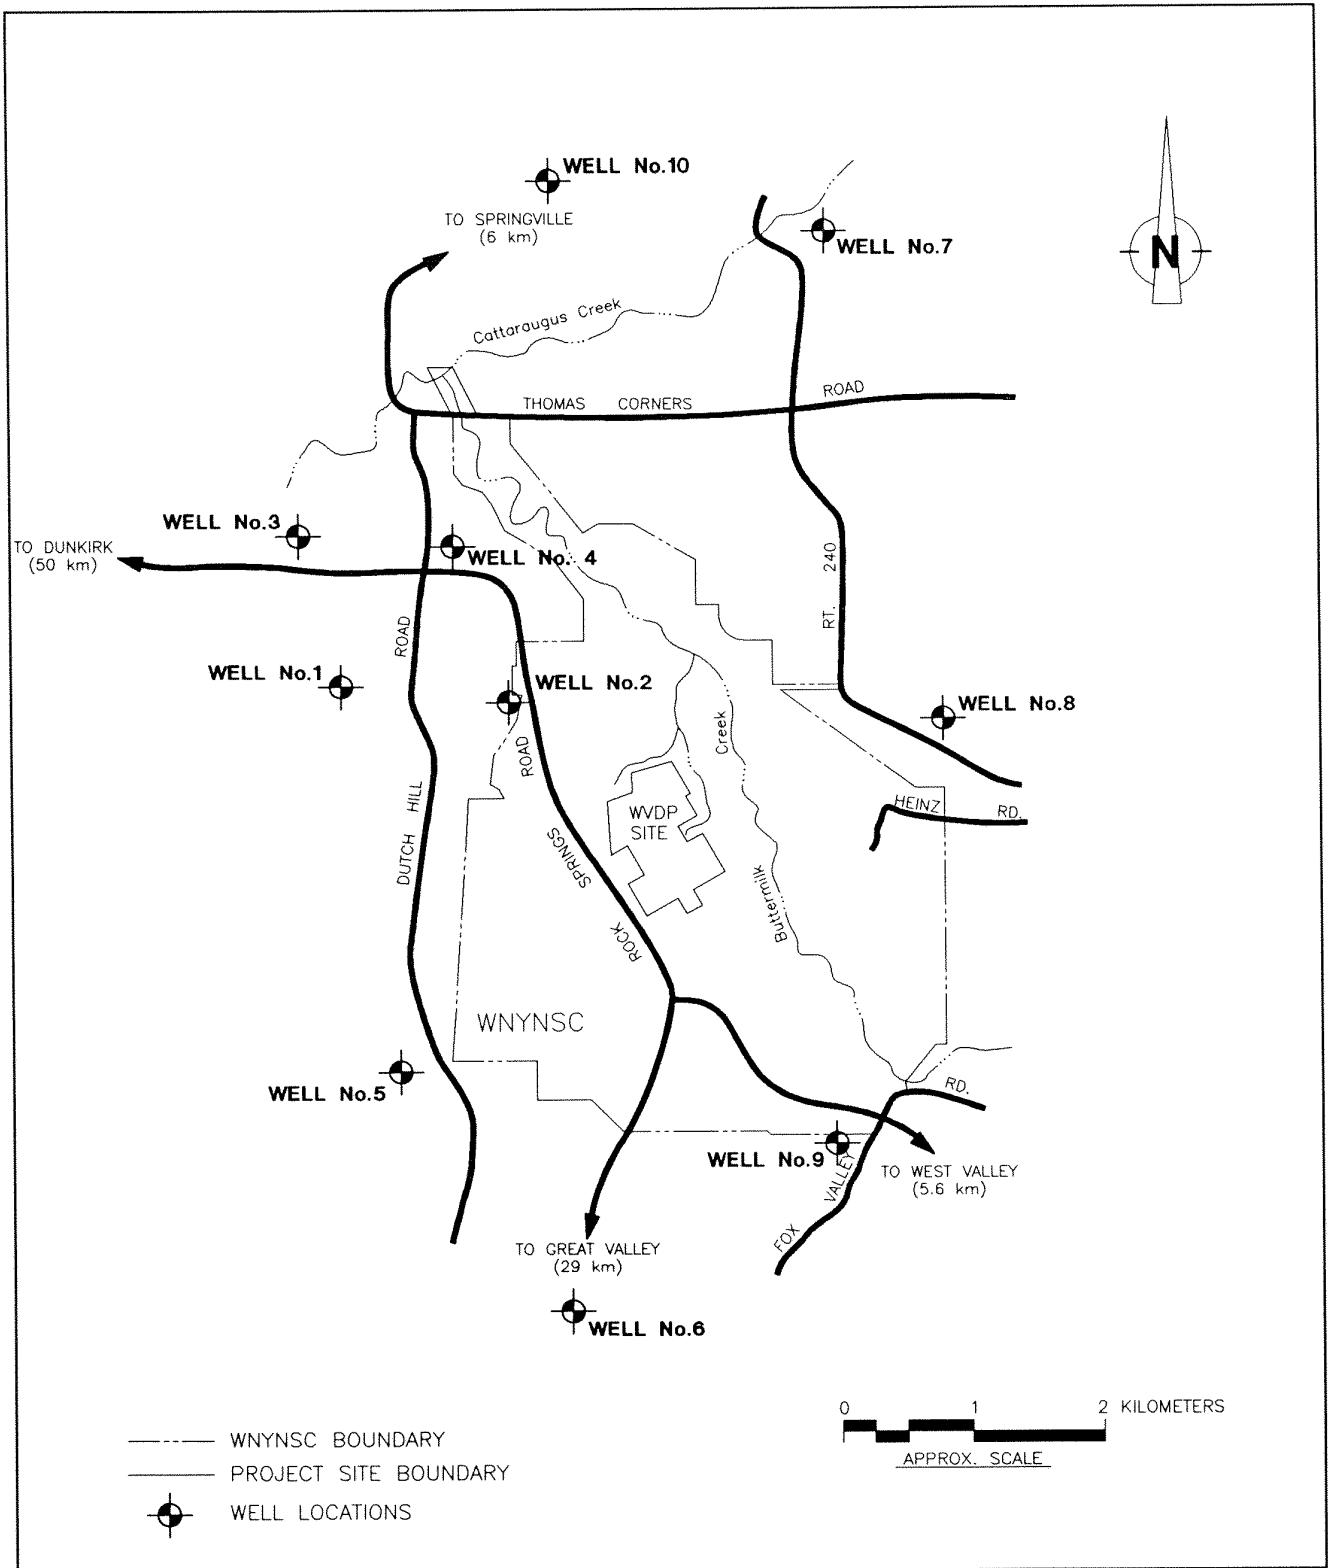 WELL No.10
TO SPRINGVILLE
(6 km)
WELL No.7
N
Cattaraugus Creek
THOMAS CORNERS ROAD
WELL No.3
TO DUNKIRK
(50 km)
WELL No. 4
RT. 240
ROAD
WELL No.1
WELL No.2
WELL No.8
Creek
ROAD
DUTCH HILL
WVDP
SITE
HEINZ RD.
SPRINGS
Buttermilk
ROCK
WNYNSC
WELL No.5
RD.
WELL No.9
TO WEST VALLEY
(5.6 km)
VALLEY
FOX
TO GREAT VALLEY
(29 km)
WELL No.6
0 1 2 KILOMETERS
APPROX. SCALE
WNYNSC BOUNDARY
PROJECT SITE BOUNDARY
WELL LOCATIONS